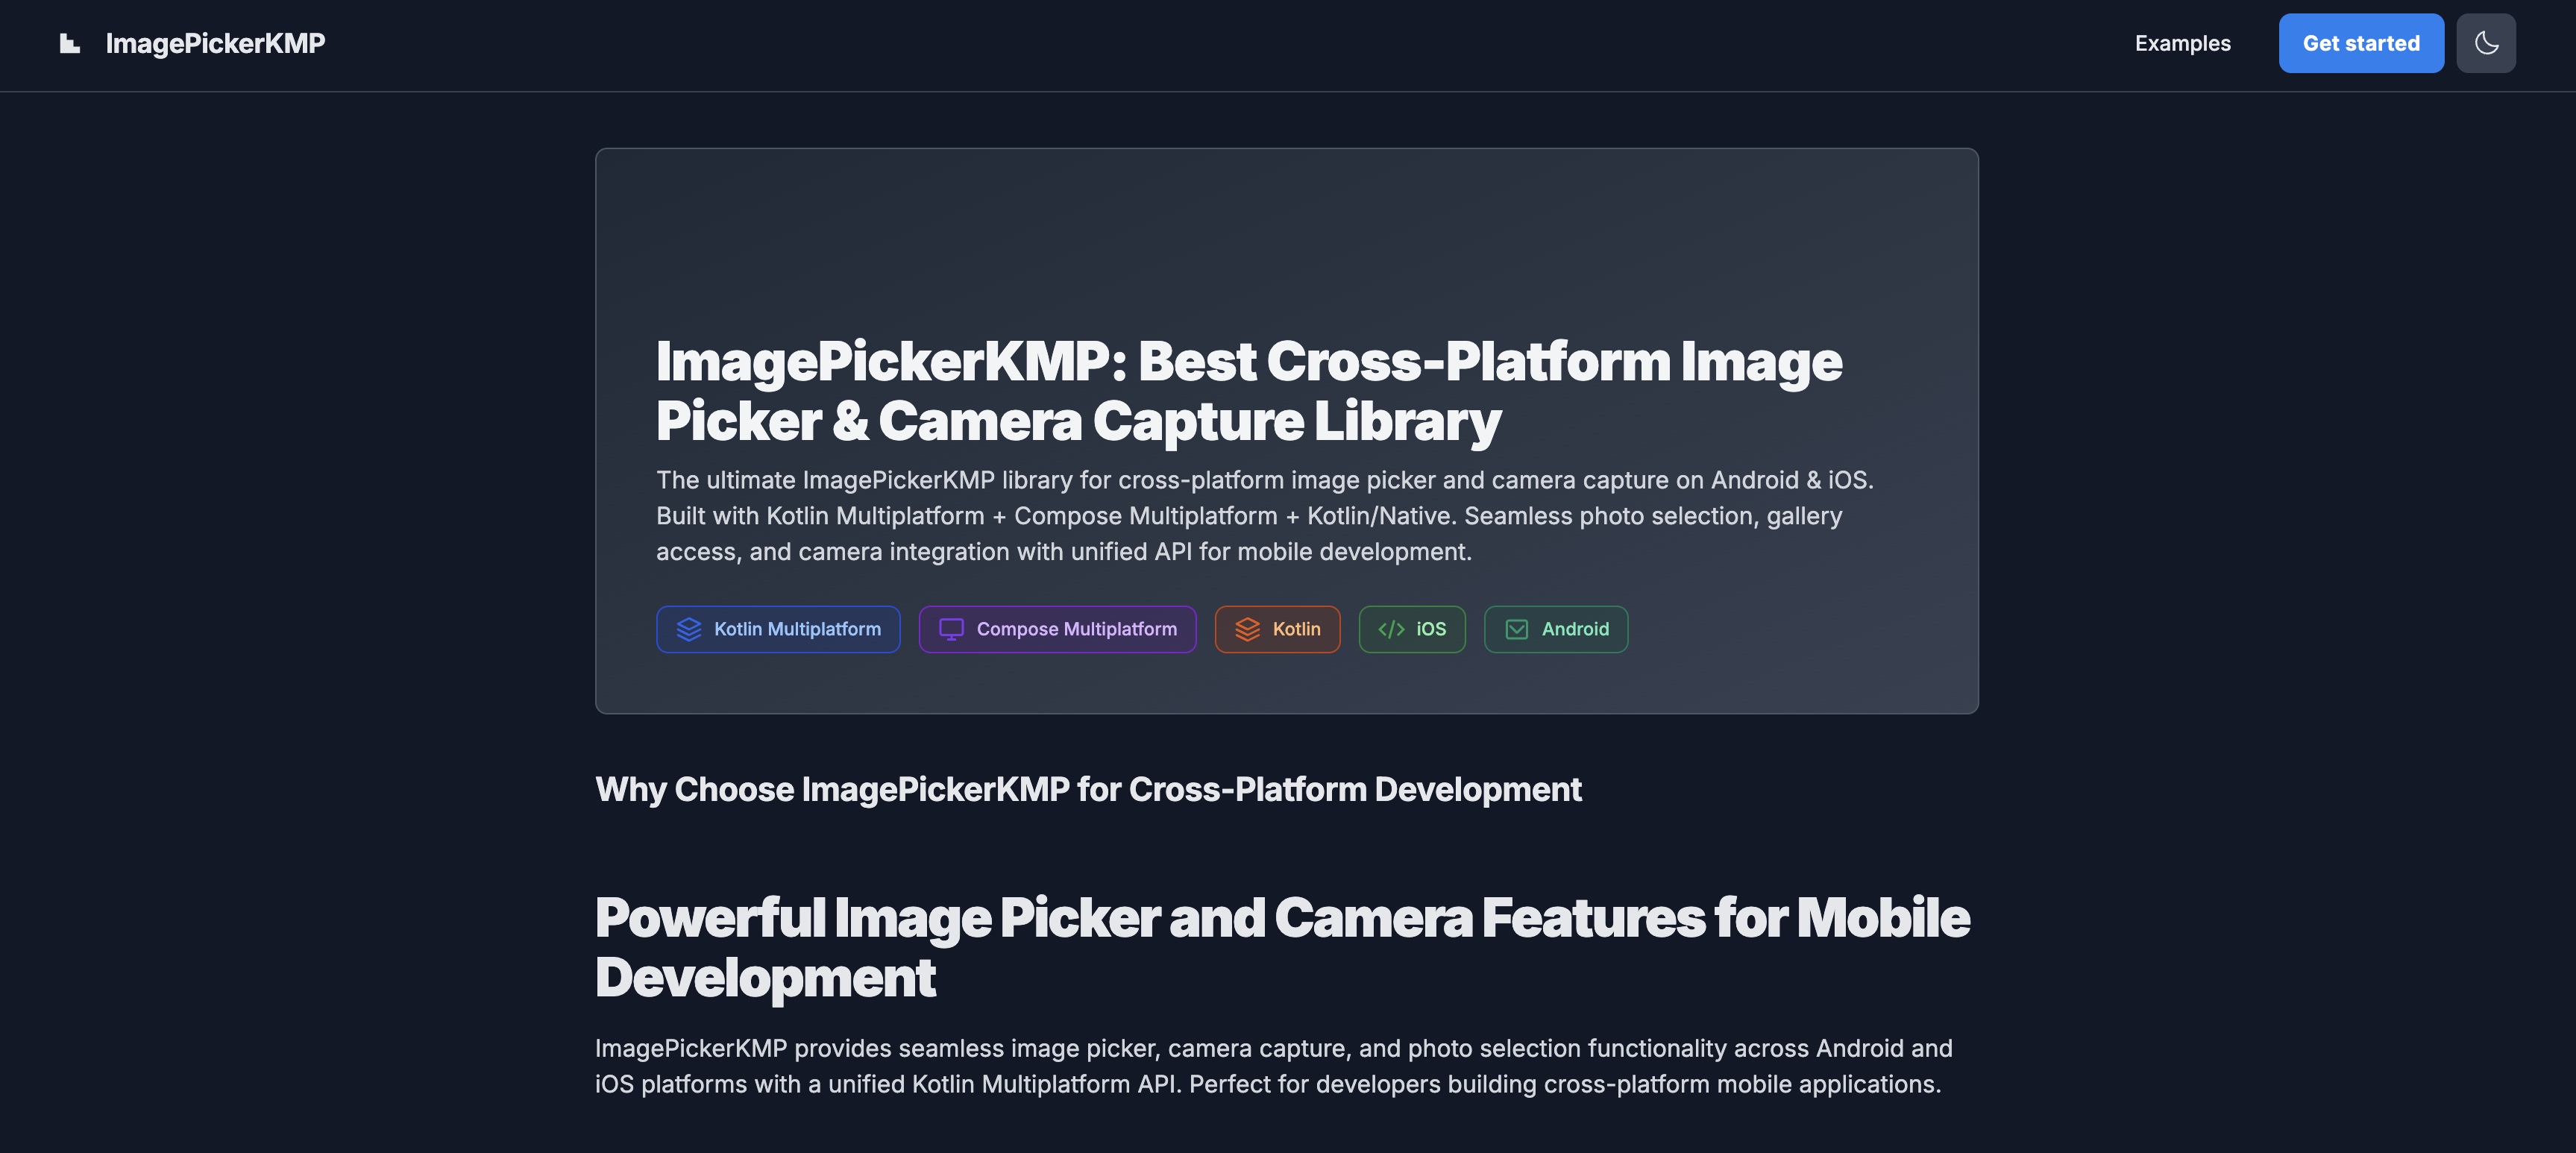 ImagePickerKMP
Examples
Get started
ImagePickerKMP: Best Cross-Platform Image
Picker & Camera Capture Library
The ultimate ImagePickerKMP library for cross-platform image picker and camera capture on Android & iOS.
Built with Kotlin Multiplatform + Compose Multiplatform + Kotlin/Native. Seamless photo selection, gallery
access, and camera integration with unified API for mobile development.
Kotlin Multiplatform
Compose Multiplatform
Kotlin
iOS
Android
Why Choose ImagePickerKMP for Cross-Platform Development
Powerful Image Picker and Camera Features for Mobile
Development
ImagePickerKMP provides seamless image picker, camera capture, and photo selection functionality across Android and
iOS platforms with a unified Kotlin Multiplatform API. Perfect for developers building cross-platform mobile applications.